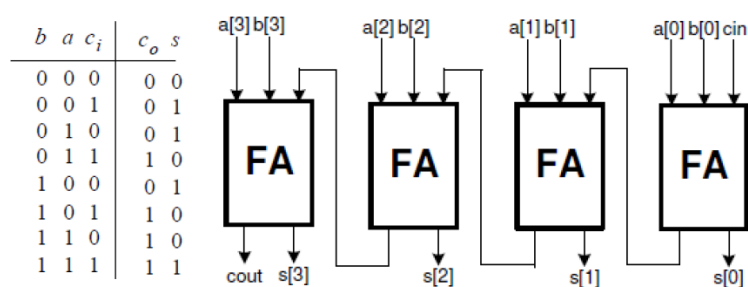 b a c_i c_o s
0 0 0 0 0
0 0 1 0 1
0 1 0 0 1
0 1 1 1 0
1 0 0 0 1
1 0 1 1 0
1 1 0 1 0
1 1 1 1 1
a[3] b[3] a[2] b[2] a[1] b[1] a[0] b[0] cin
FA FA FA FA
cout s[3] s[2] s[1] s[0]